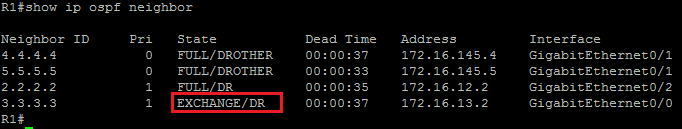 R1#show ip ospf neighbor
Neighbor ID     Pri   State           Dead Time   Address         Interface
4.4.4.4           0   FULL/DROTHER    00:00:37    172.16.145.4    GigabitEthernet0/1
5.5.5.5           0   FULL/DROTHER    00:00:33    172.16.145.5    GigabitEthernet0/1
2.2.2.2           1   FULL/DR         00:00:35    172.16.12.2     GigabitEthernet0/2
3.3.3.3           1   EXCHANGE/DR     00:00:37    172.16.13.2     GigabitEthernet0/0
R1#